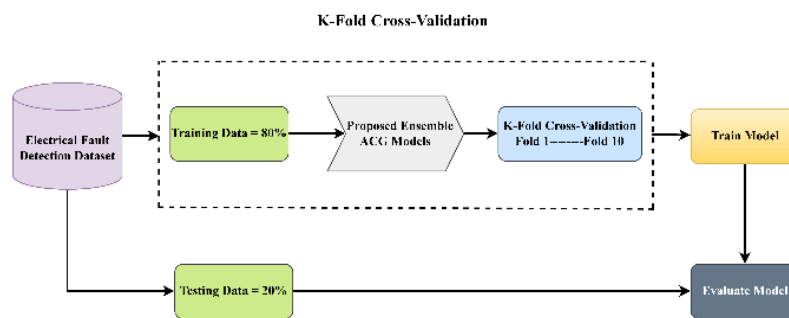 K-Fold Cross-Validation
Electrical Fault
Detection Dataset
Training Data = 80%
Proposed Ensemble
ACG Models
K-Fold Cross-Validation
Fold 1---------Fold 10
Train Model
Testing Data = 20%
Evaluate Model